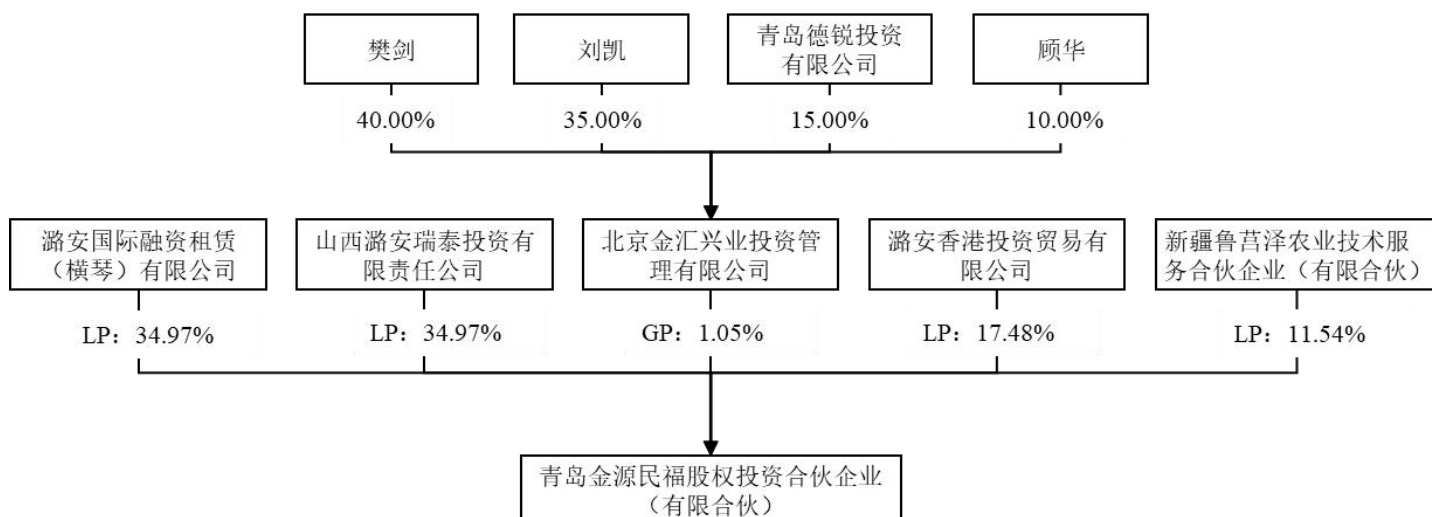 樊剑
刘凯
青岛德锐投资
有限公司
顾华
40.00%
35.00%
15.00%
10.00%
潞安国际融资租赁
（横琴）有限公司
山西潞安瑞泰投资有
限责任公司
北京金汇兴业投资管
理有限公司
潞安香港投资贸易有
限公司
新疆鲁莒泽农业技术服
务合伙企业（有限合伙）
LP：34.97%
LP：34.97%
GP：1.05%
LP：17.48%
LP：11.54%
青岛金源民福股权投资合伙企业
（有限合伙）